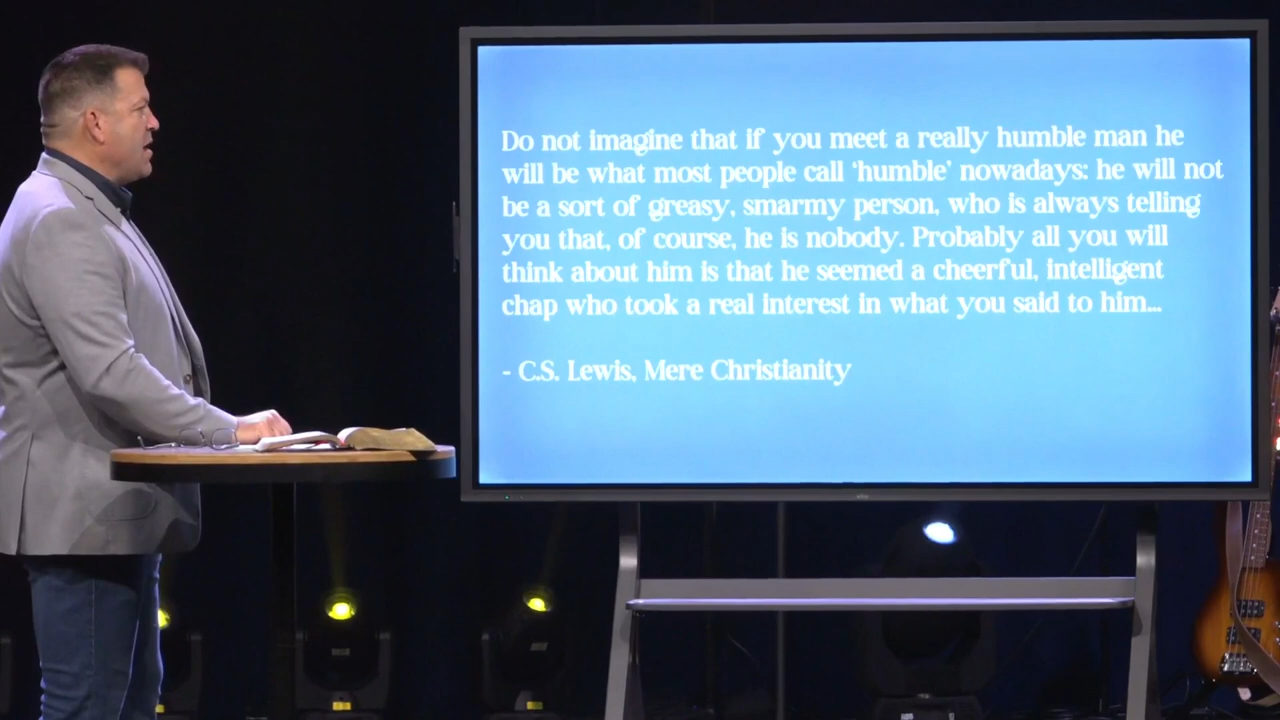 Do not imagine that if you meet a really humble man he
will be what most people call ‘humble’ nowadays: he will not
be a sort of greasy, smarmy person, who is always telling
you that, of course, he is nobody. Probably all you will
think about him is that he seemed a cheerful, intelligent
chap who took a real interest in what you said to him...
- C.S. Lewis, Mere Christianity